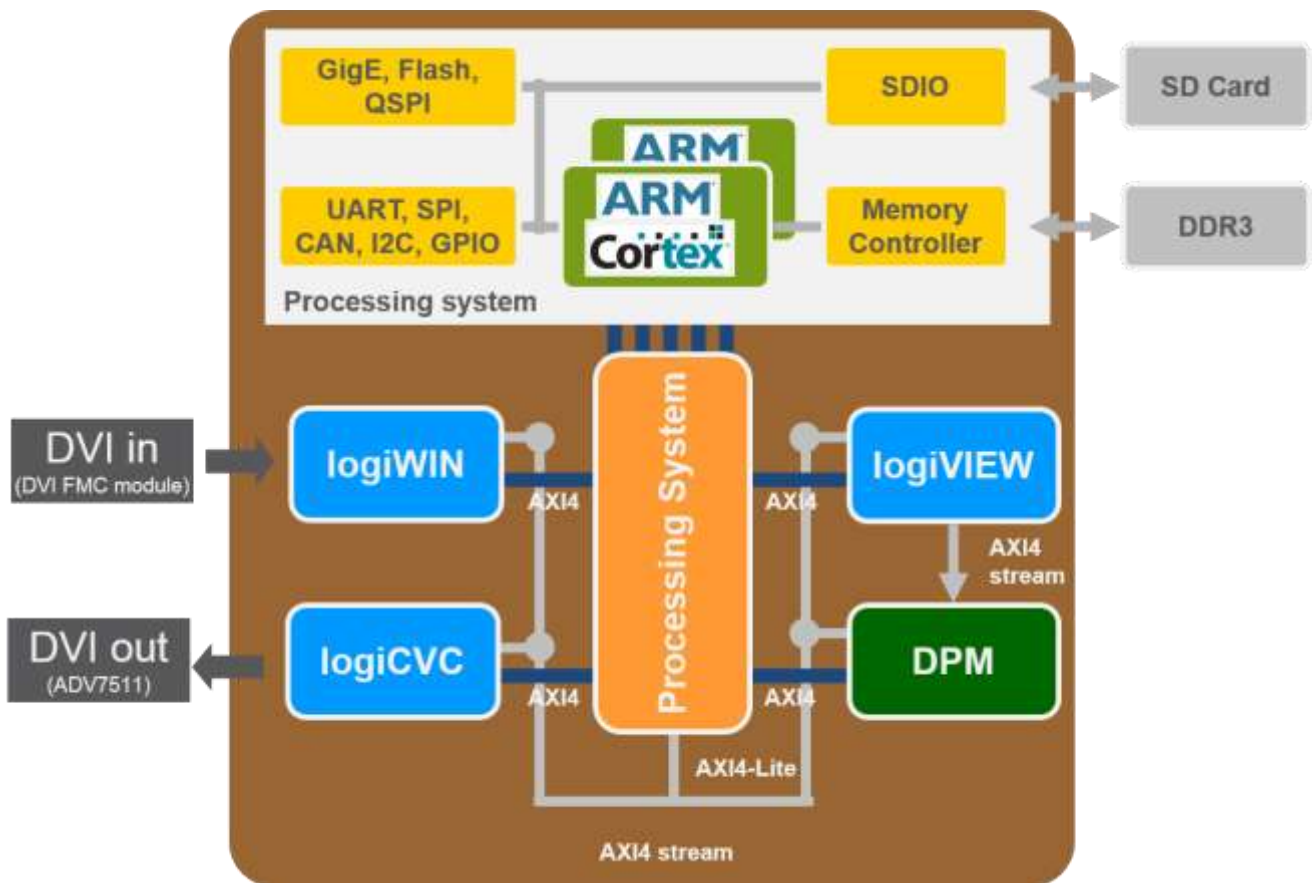 GigE, Flash,
QSPI
SDIO
SD Card
ARM
ARM
Cortex
UART, SPI,
CAN, I2C, GPIO
Memory
Controller
DDR3
Processing system
Processing System
DVI in
(DVI FMC module)
logiWIN
AXI4
AXI4
logiVIEW
AXI4
stream
DVI out
(ADV7511)
logiCVC
AXI4
AXI4
DPM
AXI4-Lite
AXI4 stream